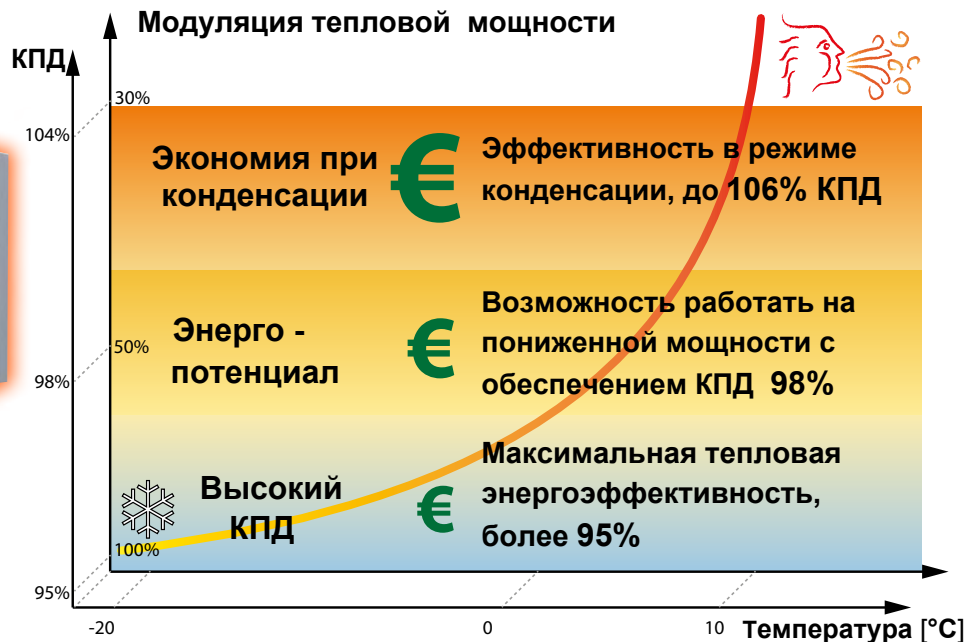 Модуляция тепловой мощности
КПД
30%
104%
Экономия при
конденсации
€
Эффективность в режиме
конденсации, до 106% КПД
Энерго -
потенциал
€
Возможность работать на
пониженной мощности с
обеспечением КПД 98%
50%
98%
Высокий
КПД
€
Максимальная тепловая
энергоэффективность,
более 95%
100%
95%
-20
0
10
Температура [°C]